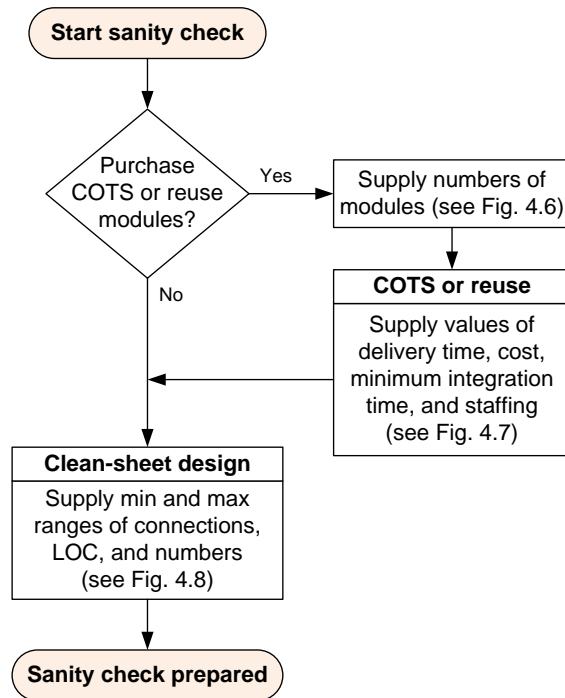 Start sanity check
Purchase
COTS or reuse
modules?
Yes
Supply numbers of
modules (see Fig. 4.6)
No
COTS or reuse
Supply values of
delivery time, cost,
minimum integration
time, and staffing
(see Fig. 4.7)
Clean-sheet design
Supply min and max
ranges of connections,
LOC, and numbers
(see Fig. 4.8)
Sanity check prepared